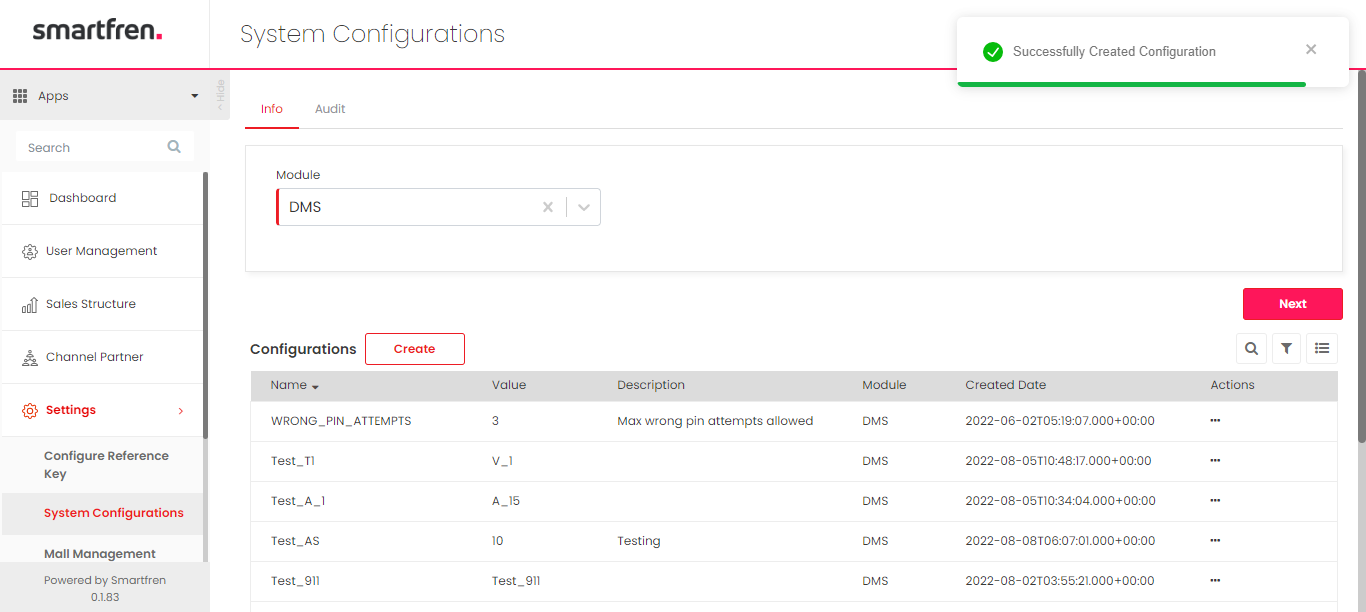 smartfren.
System Configurations
Successfully Created Configuration
Apps
Hide
Search
Dashboard
User Management
Sales Structure
Channel Partner
Settings
Configure Reference
Key
System Configurations
Mall Management
Powered by Smartfren
0.1.83
Info Audit
Module
DMS
Next
Configurations Create
Name Value Description Module Created Date Actions
WRONG_PIN_ATTEMPTS 3 Max wrong pin attempts allowed DMS 2022-06-02T05:19:07.000+00:00
Test_T1 V_1 DMS 2022-08-05T10:48:17.000+00:00
Test_A_1 A_15 DMS 2022-08-05T10:34:04.000+00:00
Test_AS 10 Testing DMS 2022-08-08T06:07:01.000+00:00
Test_911 Test_911 DMS 2022-08-02T03:55:21.000+00:00